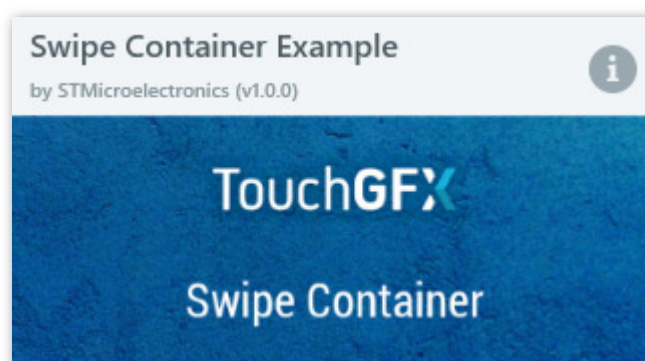 Swipe Container Example
by STMicroelectronics (v1.0.0)
i
TouchGFX
Swipe Container